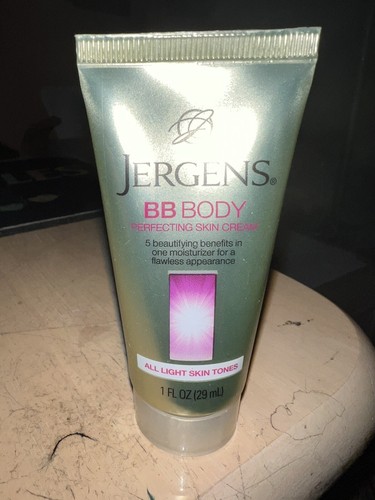 JERGENS®
BB BODY
PERFECTING SKIN CREAM
5 beautifying benefits in
one moisturizer for a
flawless appearance
ALL LIGHT SKIN TONES
1 FL OZ (29 mL)